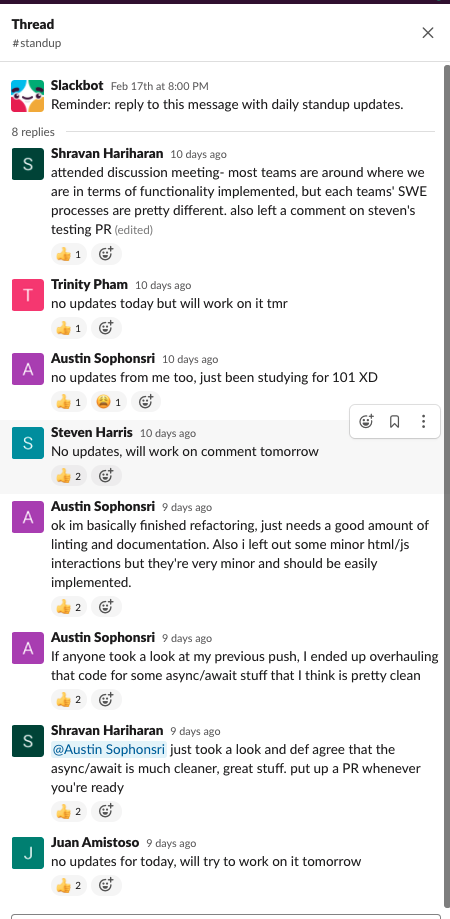 Thread
#standup
Slackbot Feb 17th at 8:00 PM
Reminder: reply to this message with daily standup updates.
8 replies
S
Shravan Hariharan 10 days ago
attended discussion meeting- most teams are around where we
are in terms of functionality implemented, but each teams' SWE
processes are pretty different. also left a comment on steven's
testing PR (edited)
1
T
Trinity Pham 10 days ago
no updates today but will work on it tmr
1
A
Austin Sophonsri 10 days ago
no updates from me too, just been studying for 101 XD
1 1
S
Steven Harris 10 days ago
No updates, will work on comment tomorrow
2
A
Austin Sophonsri 9 days ago
ok im basically finished refactoring, just needs a good amount of
linting and documentation. Also i left out some minor html/js
interactions but they're very minor and should be easily
implemented.
2
A
Austin Sophonsri 9 days ago
If anyone took a look at my previous push, I ended up overhauling
that code for some async/await stuff that I think is pretty clean
2
S
Shravan Hariharan 9 days ago
@Austin Sophonsri just took a look and def agree that the
async/await is much cleaner, great stuff. put up a PR whenever
you're ready
2
J
Juan Amistoso 9 days ago
no updates for today, will try to work on it tomorrow
2